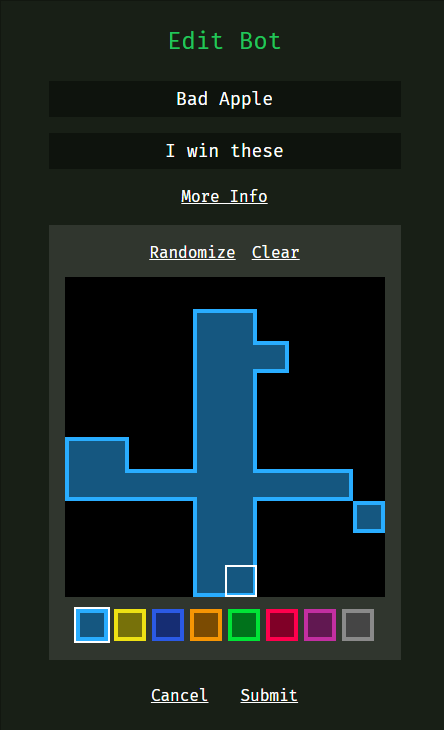 Edit Bot
Bad Apple
I win these
More Info
Randomize Clear
Cancel Submit